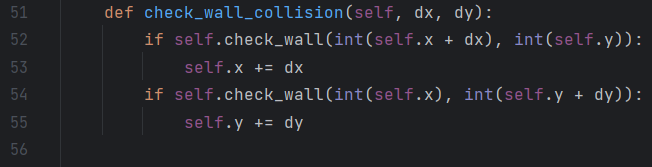 51 def check_wall_collision(self, dx, dy):
52 if self.check_wall(int(self.x + dx), int(self.y)):
53 self.x += dx
54 if self.check_wall(int(self.x), int(self.y + dy)):
55 self.y += dy
56